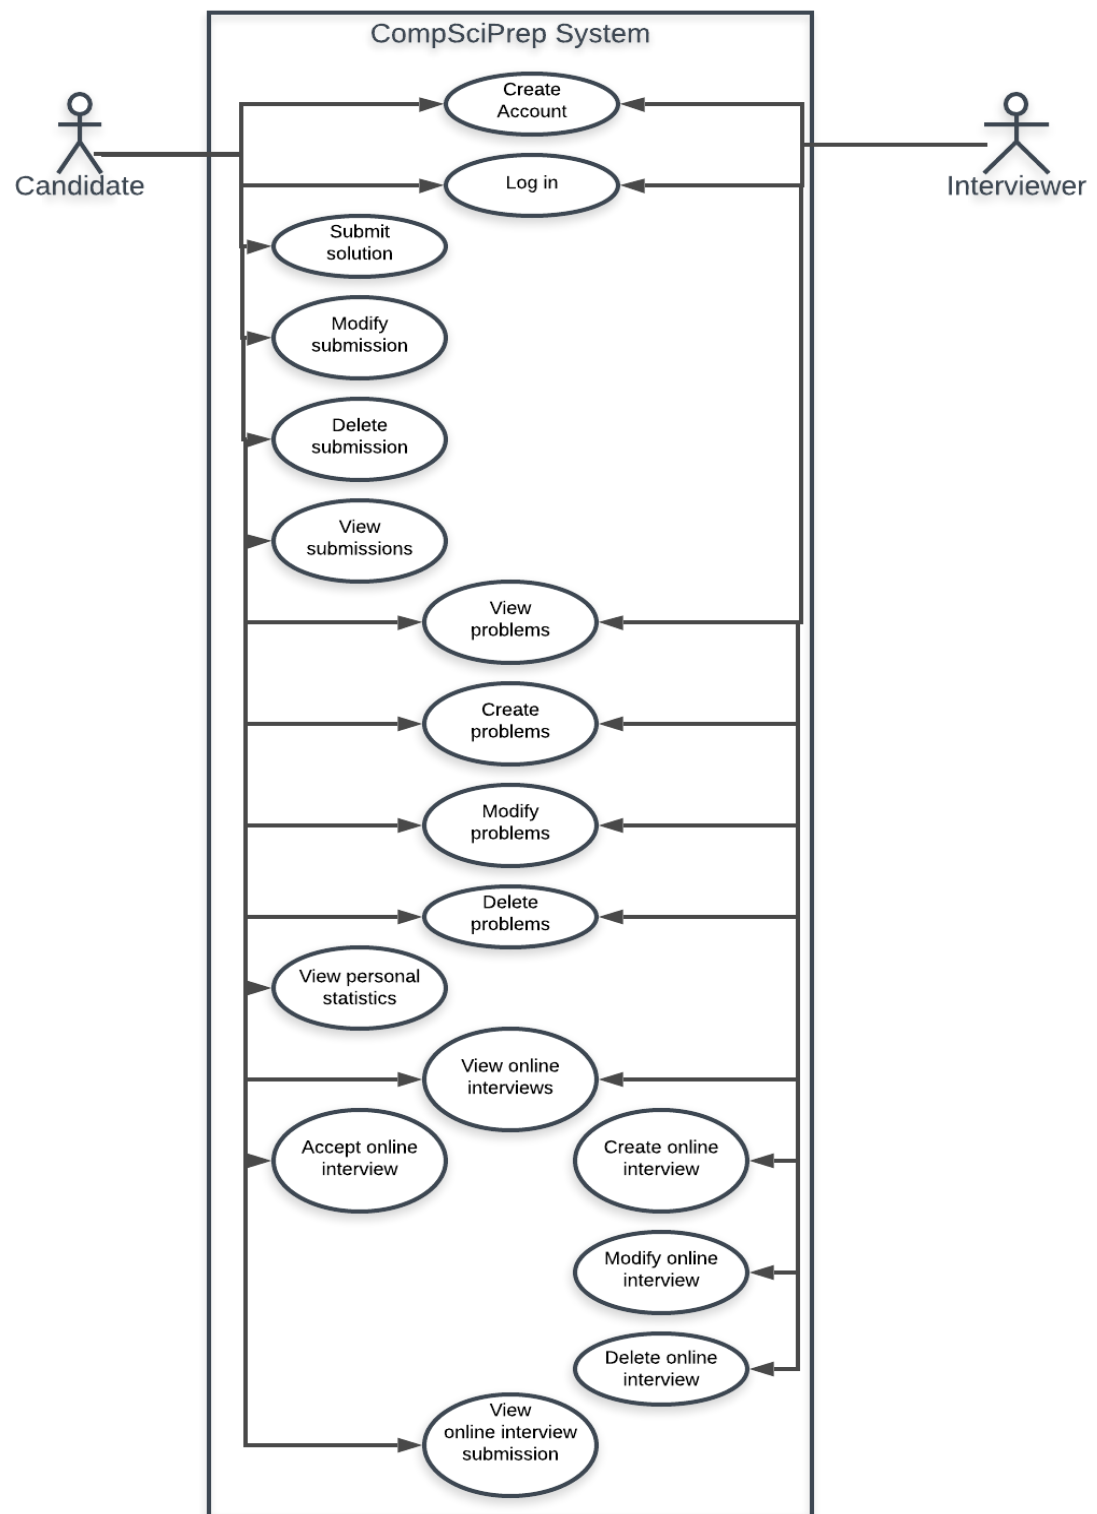 CompSciPrep System
Create
Account
Candidate
Interviewer
Log in
Submit
solution
Modify
submission
Delete
submission
View
submissions
View
problems
Create
problems
Modify
problems
Delete
problems
View personal
statistics
View online
interviews
Accept online
interview
Create online
interview
Modify online
interview
Delete online
interview
View
online interview
submission